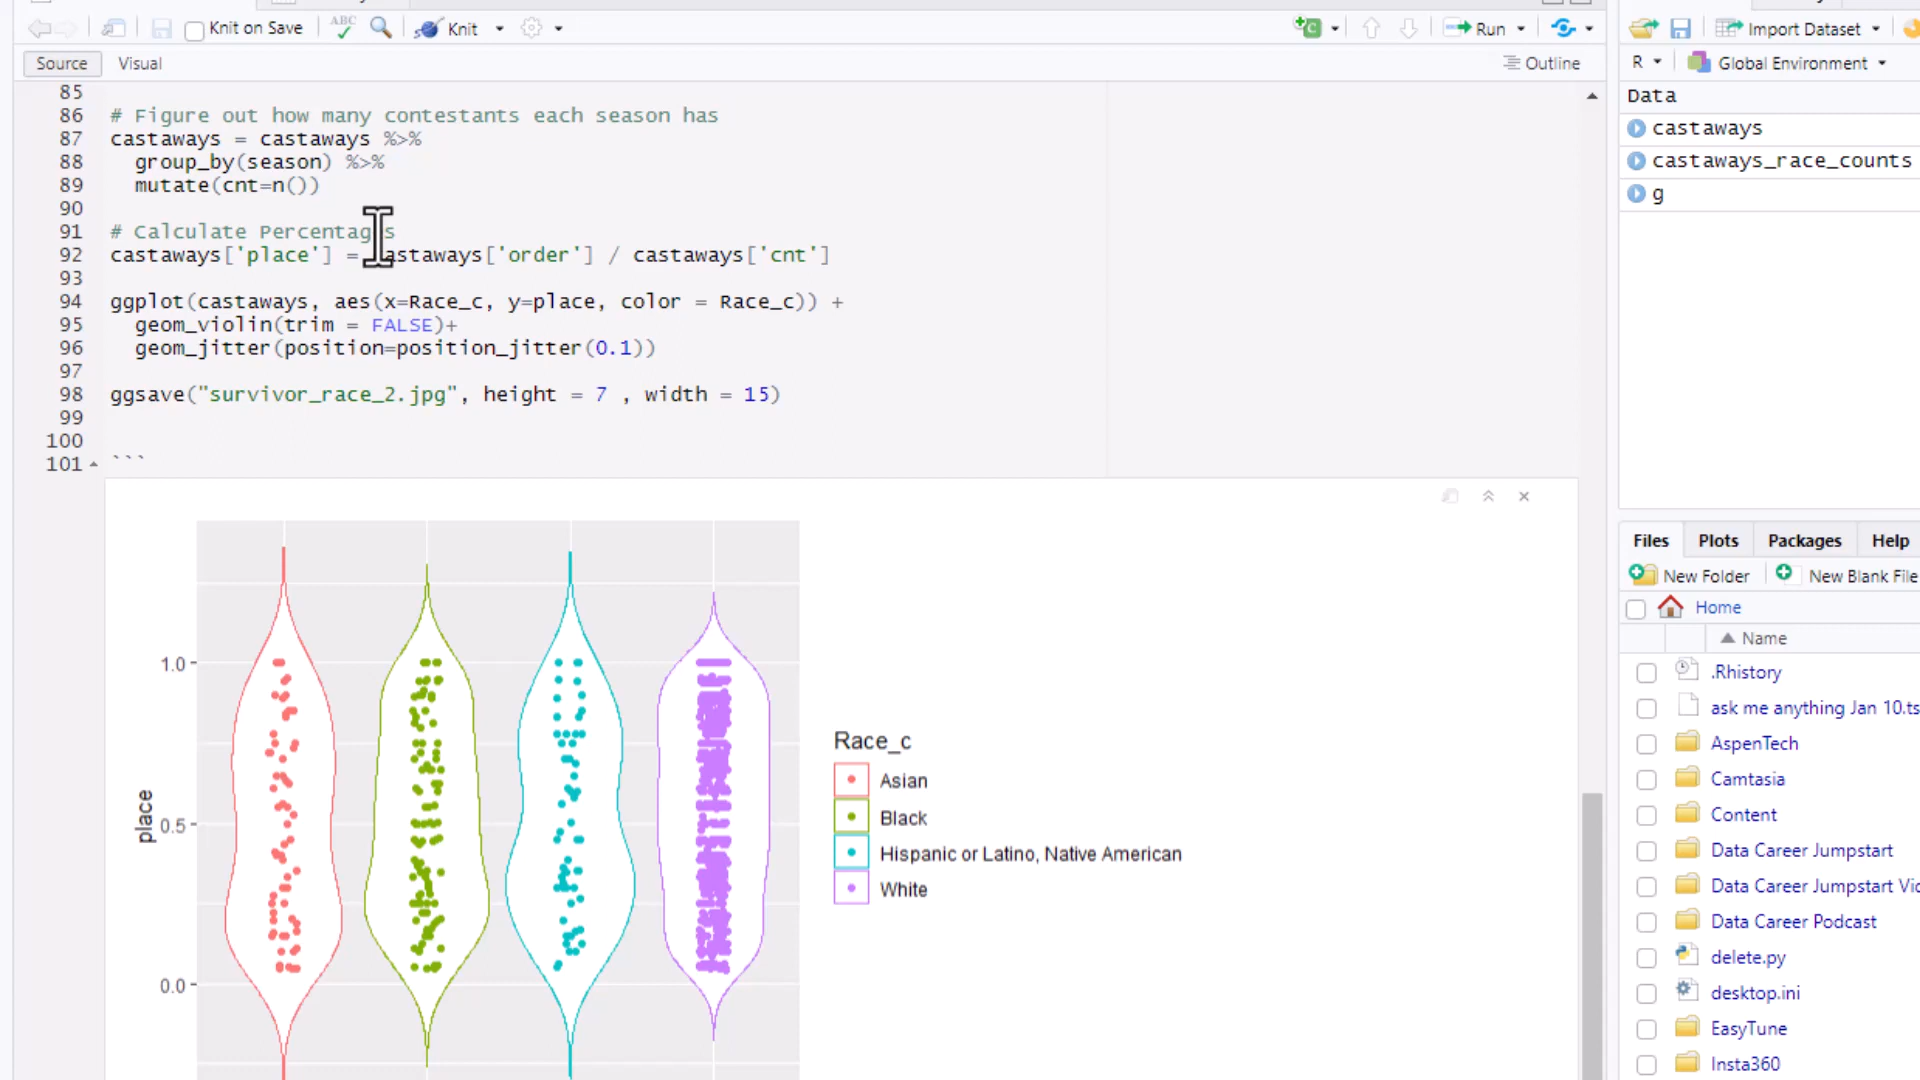 Knit on Save
ABC
Knit
Run
Import Dataset
Source
Visual
Outline
R
Global Environment
Data
castaways
castaways_race_counts
g
85
86 # Figure out how many contestants each season has
87 castaways = castaways %>%
88 group_by(season) %>%
89 mutate(cnt=n())
90
91 # Calculate Percentages
92 castaways['place'] = castaways['order'] / castaways['cnt']
93
94 ggplot(castaways, aes(x=Race_c, y=place, color = Race_c)) +
95 geom_violin(trim = FALSE)+
96 geom_jitter(position=position_jitter(0.1))
97
98 ggsave("survivor_race_2.jpg", height = 7 , width = 15)
99
100
101 ```
1.0
0.5
0.0
place
Race_c
Asian
Black
Hispanic or Latino, Native American
White
Files
Plots
Packages
Help
New Folder
New Blank File
Home
Name
.Rhistory
ask me anything Jan 10.ts
AspenTech
Camtasia
Content
Data Career Jumpstart
Data Career Jumpstart Vic
Data Career Podcast
delete.py
desktop.ini
EasyTune
Insta360